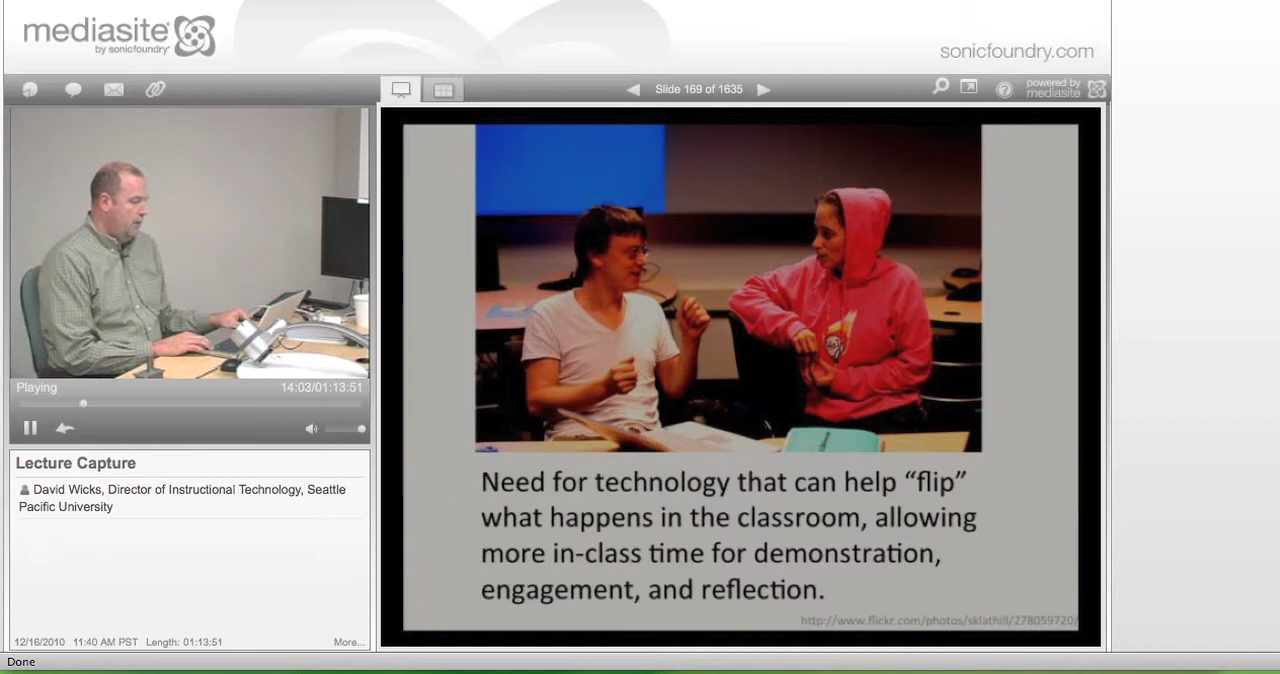 mediasite
by sonicfoundry
sonicfoundry.com
Slide 169 of 1635
powered by
mediasite
Playing
14:03/01:13:51
Lecture Capture
David Wicks, Director of Instructional Technology, Seattle
Pacific University
12/16/2010 11:40 AM PST Length: 01:13:51
More...
Need for technology that can help “flip”
what happens in the classroom, allowing
more in-class time for demonstration,
engagement, and reflection.
http://www.flickr.com/photos/sklathill/278059720/
Done